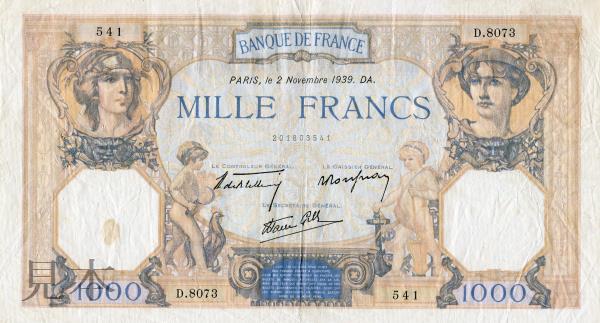 541
D.8073
BANQUE DE FRANCE
PARIS, le 2 Novembre 1939. DA.
MILLE FRANCS
201803541
LE CONTROLEUR GÉNÉRAL,
LE CAISSIER GÉNÉRAL,
LE SECRÉTAIRE GÉNÉRAL,
1000
D.8073
541
1000
見本